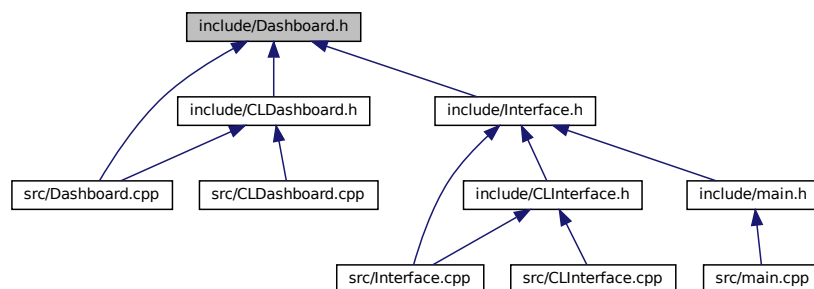 include/Dashboard.h
include/CLDashboard.h
include/Interface.h
src/Dashboard.cpp
src/CLDashboard.cpp
include/CLInterface.h
include/main.h
src/Interface.cpp
src/CLInterface.cpp
src/main.cpp